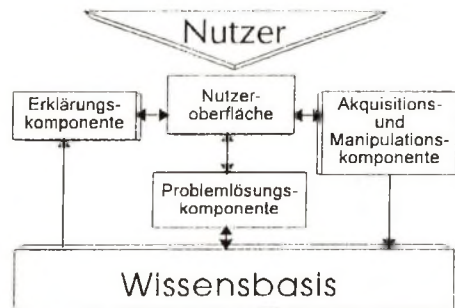 Nutzer
Erklärungs-
komponente
Nutzer-
oberfläche
Akquisitions-
und
Manipulations-
komponente
Problemlösungs-
komponente
Wissensbasis